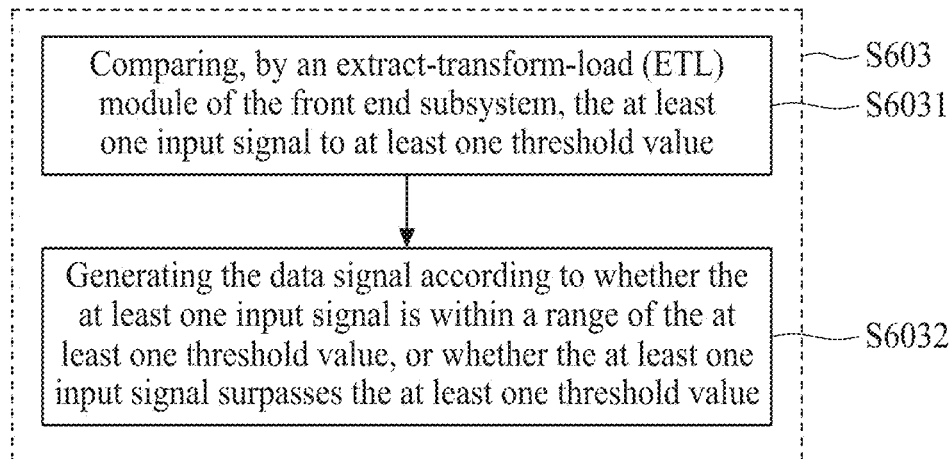 Comparing, by an extract-transform-load (ETL)
module of the front end subsystem, the at least
one input signal to at least one threshold value
S603
S6031
Generating the data signal according to whether the
at least one input signal is within a range of the at
least one threshold value, or whether the at least one
input signal surpasses the at least one threshold value
S6032